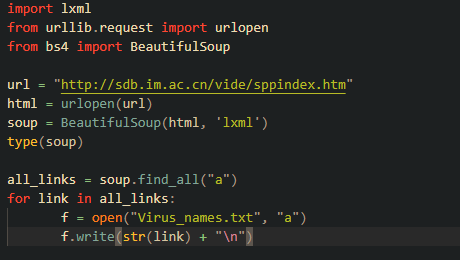 import lxml
from urllib.request import urlopen
from bs4 import BeautifulSoup

url = "http://sdb.im.ac.cn/vide/sppindex.htm"
html = urlopen(url)
soup = BeautifulSoup(html, 'lxml')
type(soup)

all_links = soup.find_all("a")
for link in all_links:
        f = open("Virus_names.txt", "a")
        f.write(str(link) + "\n")